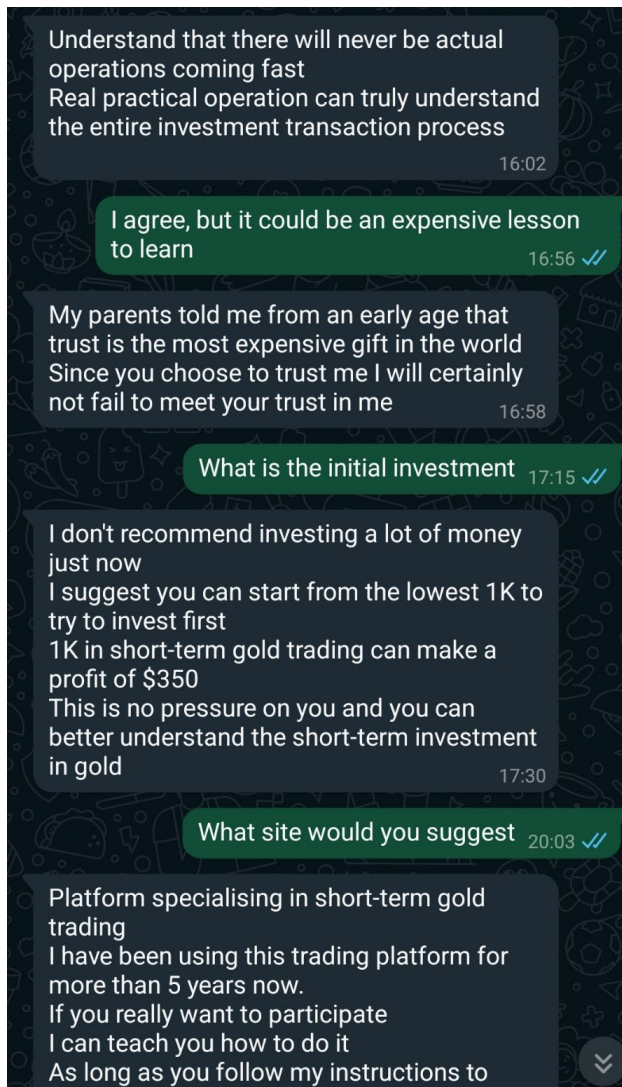 Understand that there will never be actual
operations coming fast
Real practical operation can truly understand
the entire investment transaction process
16:02
I agree, but it could be an expensive lesson
to learn
16:56
My parents told me from an early age that
trust is the most expensive gift in the world
Since you choose to trust me I will certainly
not fail to meet your trust in me
16:58
What is the initial investment
17:15
I don't recommend investing a lot of money
just now
I suggest you can start from the lowest 1K to
try to invest first
1K in short-term gold trading can make a
profit of $350
This is no pressure on you and you can
better understand the short-term investment
in gold
17:30
What site would you suggest
20:03
Platform specialising in short-term gold
trading
I have been using this trading platform for
more than 5 years now.
If you really want to participate
I can teach you how to do it
As long as you follow my instructions to